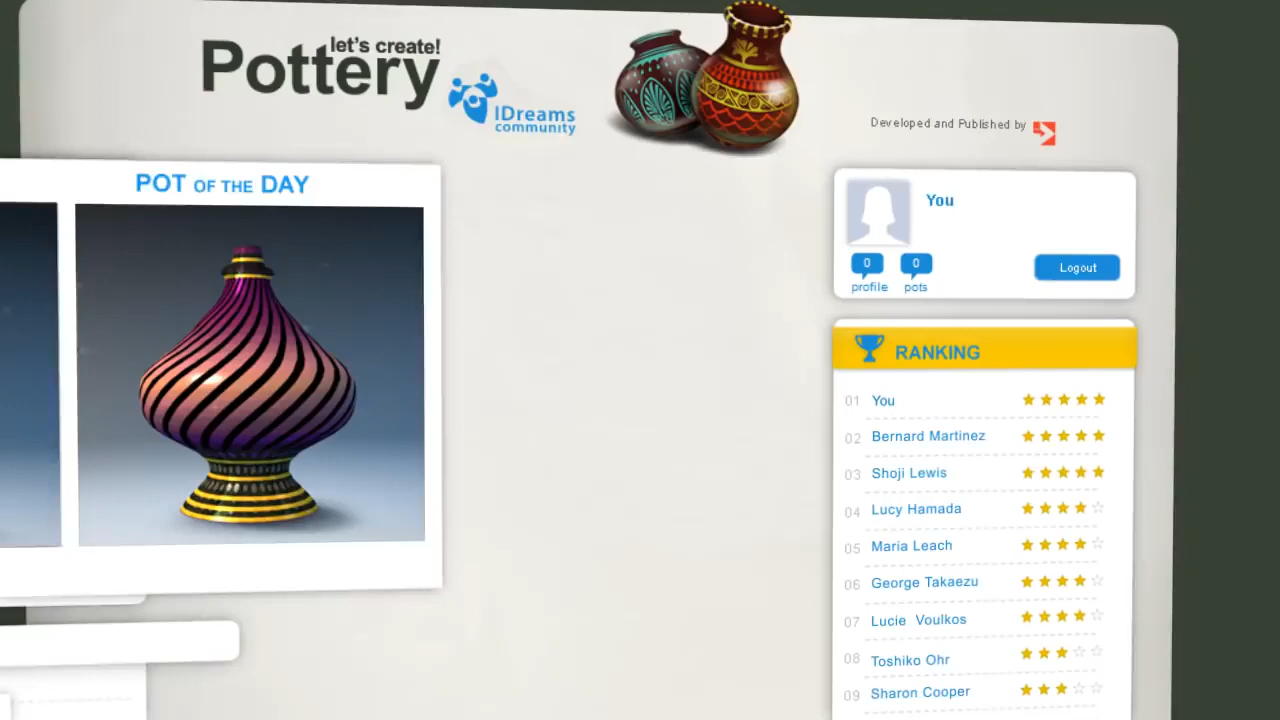 let's create!
Pottery
IDreams
community
Developed and Published by
POT OF THE DAY
You
0
0
profile
pots
Logout
RANKING
01 You
02 Bernard Martinez
03 Shoji Lewis
04 Lucy Hamada
05 Maria Leach
06 George Takaezu
07 Lucie Voulkos
08 Toshiko Ohr
09 Sharon Cooper